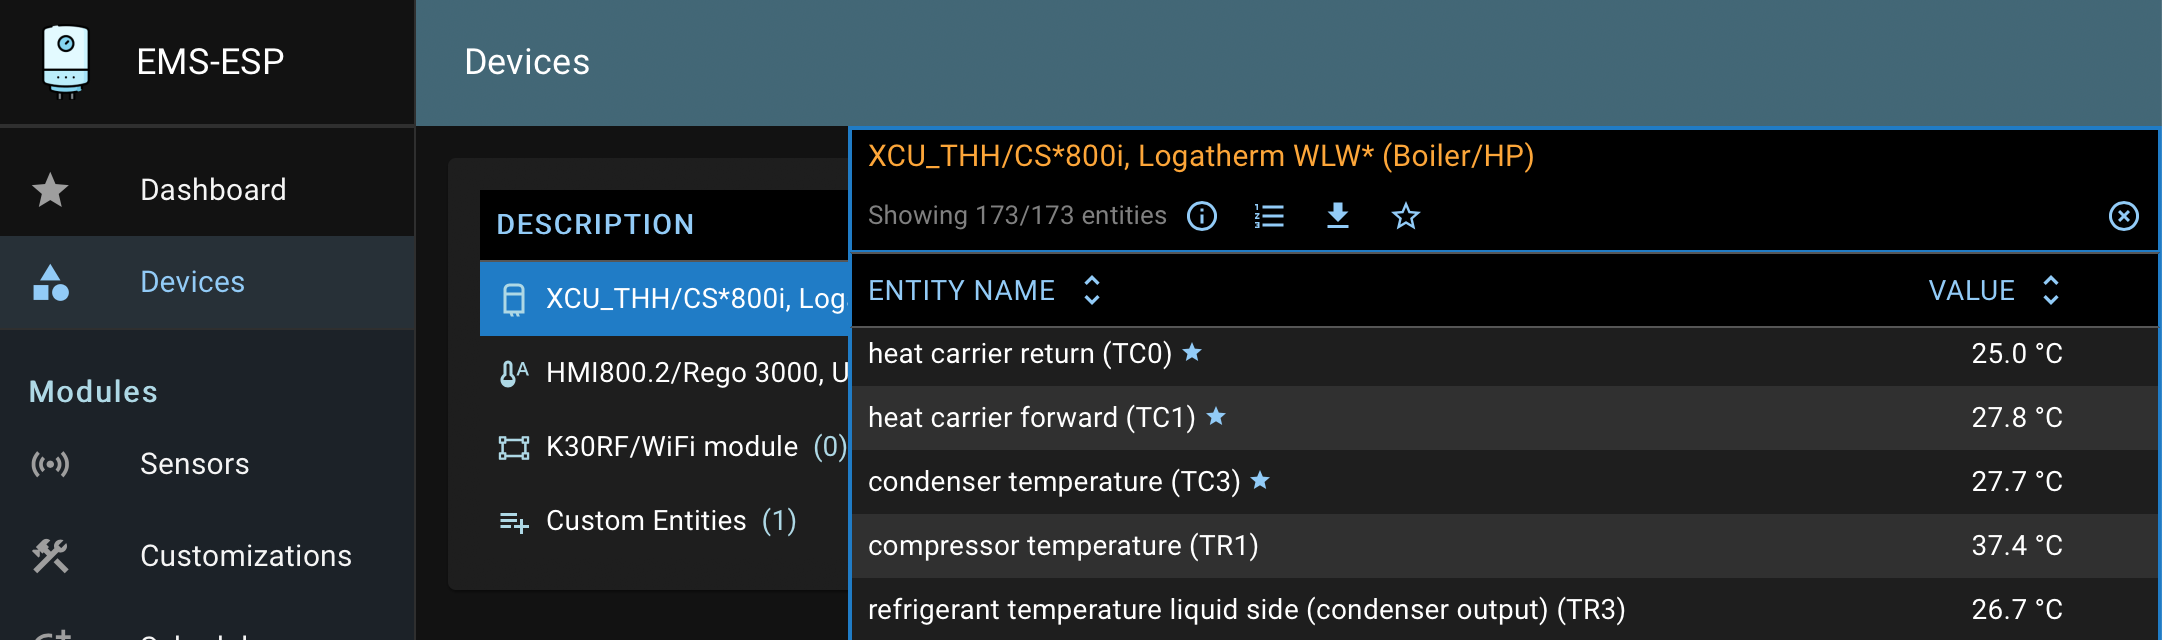 EMS-ESP
Devices
Dashboard
Devices
Modules
Sensors
Customizations
DESCRIPTION
XCU_THH/CS*800i, Log
HMI800.2/Rego 3000, U
K30RF/WiFi module (0)
Custom Entities (1)
XCU_THH/CS*800i, Logatherm WLW* (Boiler/HP)
Showing 173/173 entities
ENTITY NAME VALUE
heat carrier return (TC0) 25.0 °C
heat carrier forward (TC1) 27.8 °C
condenser temperature (TC3) 27.7 °C
compressor temperature (TR1) 37.4 °C
refrigerant temperature liquid side (condenser output) (TR3) 26.7 °C